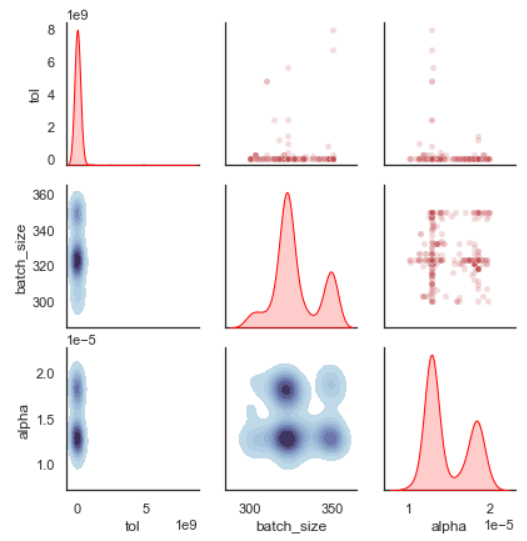 1e9
8
6
4
2
0
tol
360
340
320
300
batch_size
1e−5
2.0
1.5
1.0
alpha
0 5 300 350 1 2
1e9 1e−5
tol batch_size alpha